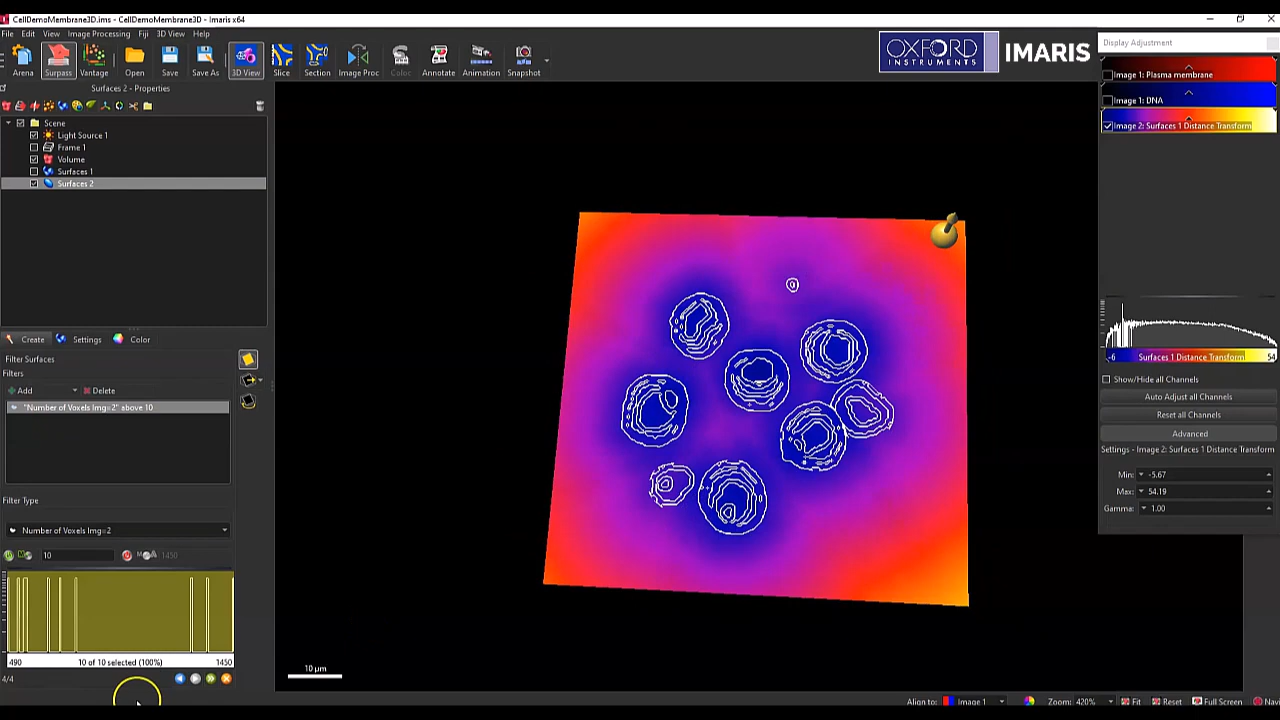 CellDemoMembrane3D.ims - CellDemoMembrane3D - Imaris x64
File Edit View Image Processing Fiji 3D View Help
Arena Surpass Vantage Open Save Save As 3D View Slice Section Image Proc Coloc Annotate Animation Snapshot
OXFORD INSTRUMENTS IMARIS
Display Adjustment
Image 1: Plasma membrane
Image 1: DNA
Image 2: Surfaces 1 Distance Transform
Surfaces 2 - Properties
Scene
Light Source 1
Frame 1
Volume
Surfaces 1
Surfaces 2
Create Settings Color
Filter Surfaces
Filters
Add Delete
"Number of Voxels Img=2" above 10
Filter Type
Number of Voxels Img=2
10 1450
490 10 of 10 selected (100%) 1450
4/4
10 µm
-6 Surfaces 1 Distance Transform 54
Show/Hide all Channels
Auto Adjust all Channels
Reset all Channels
Advanced
Settings - Image 2: Surfaces 1 Distance Transform
Min: -5.67
Max: 54.19
Gamma: 1.00
Align to: Image 1 Zoom: 420% Fit Reset Full Screen Nav